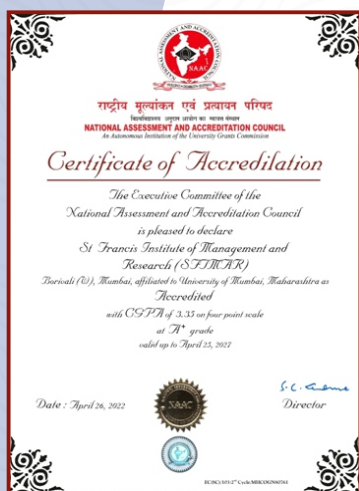 NATIONAL ASSESSMENT AND ACCREDITATION COUNCIL
NAAC
राष्ट्रीय मूल्यांकन एवं प्रत्यायन परिषद
विश्वविद्यालय अनुदान आयोग का स्वायत्त संस्थान
NATIONAL ASSESSMENT AND ACCREDITATION COUNCIL
An Autonomous Institution of the University Grants Commission
Certificate of Accreditation
The Executive Committee of the
National Assessment and Accreditation Council
is pleased to declare
St Francis Institute of Management and
Research (SFIMAR)
Borivali (W), Mumbai, affiliated to University of Mumbai, Maharashtra as
Accredited
with CGPA of 3.35 on four point scale
at A+ grade
valid up to April 25, 2027
Date : April 26, 2022
NAAC
Director